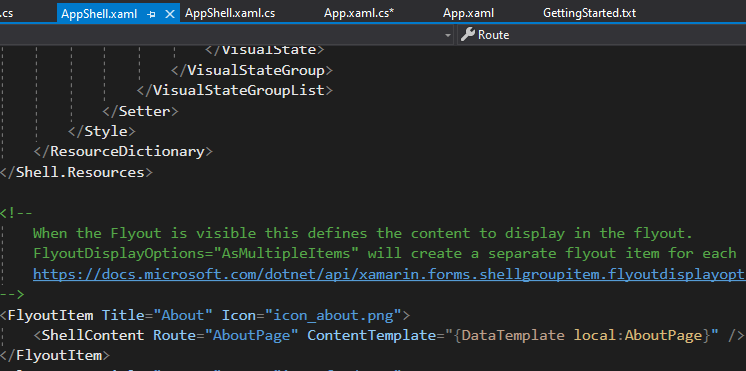 .cs AppShell.xaml AppShell.xaml.cs App.xaml.cs* App.xaml GettingStarted.txt
Route
</VisualState>
</VisualStateGroup>
</VisualStateGroupList>
</Setter>
</Style>
</ResourceDictionary>
</Shell.Resources>
<!--
When the Flyout is visible this defines the content to display in the flyout.
FlyoutDisplayOptions="AsMultipleItems" will create a separate flyout item for each
https://docs.microsoft.com/dotnet/api/xamarin.forms.shellgroupitem.flyoutdisplayopt
-->
<FlyoutItem Title="About" Icon="icon_about.png">
<ShellContent Route="AboutPage" ContentTemplate="{DataTemplate local:AboutPage}" />
</FlyoutItem>